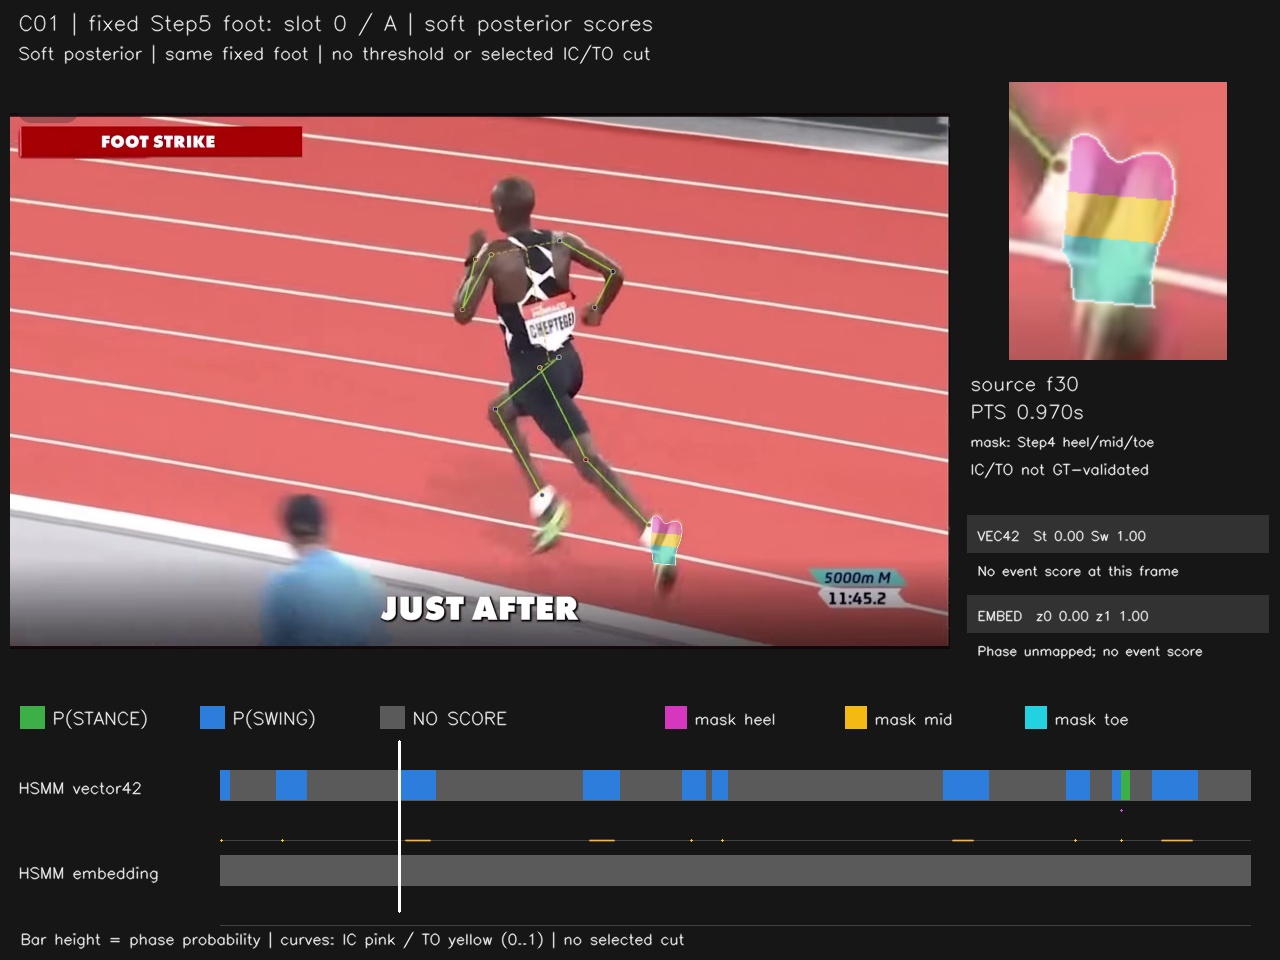 C01 | fixed Step5 foot: slot 0 / A | soft posterior scores
Soft posterior | same fixed foot | no threshold or selected IC/TO cut
FOOT STRIKE
CHEPTEGEI
5000m M
11:45.2
JUST AFTER
source f30
PTS 0.970s
mask: Step4 heel/mid/toe
IC/TO not GT-validated
VEC42 St 0.00 Sw 1.00
No event score at this frame
EMBED z0 0.00 z1 1.00
Phase unmapped; no event score
P(STANCE)
P(SWING)
NO SCORE
mask heel
mask mid
mask toe
HSMM vector42
HSMM embedding
Bar height = phase probability | curves: IC pink / TO yellow (0..1) | no selected cut